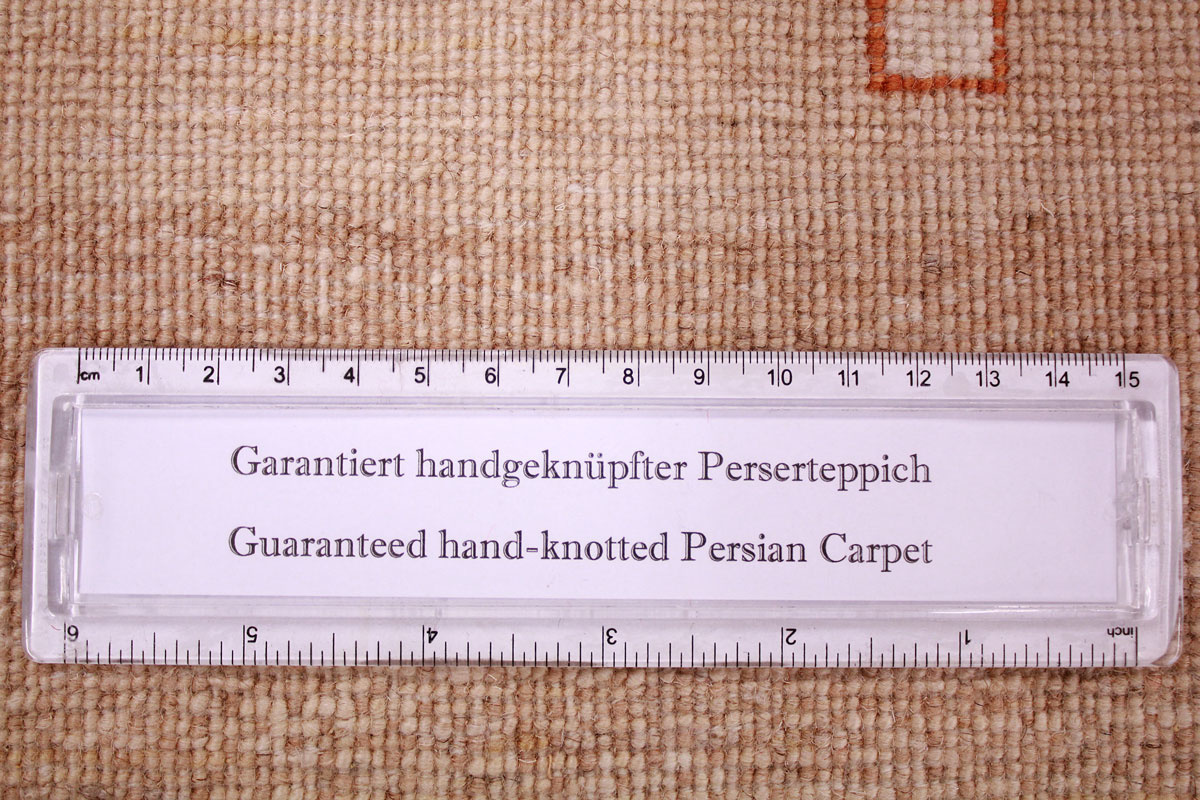 cm 1 2 3 4 5 6 7 8 9 10 11 12 13 14 15
Garantiert handgeknüpfter Perserteppich
Guaranteed hand-knotted Persian Carpet
6 5 4 3 2 1 inch